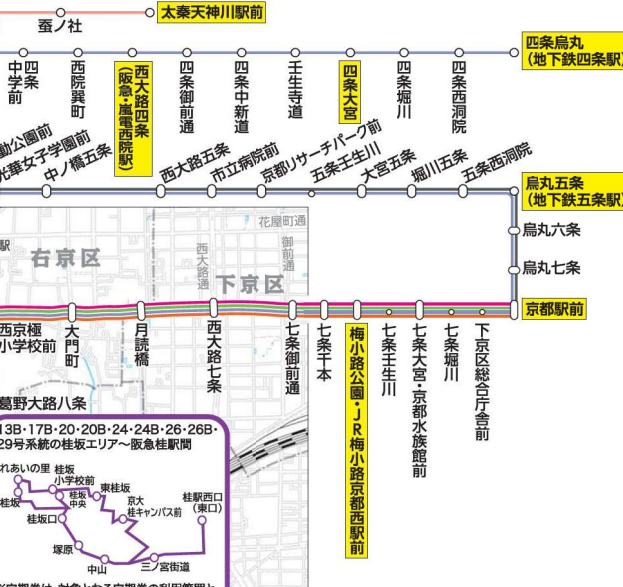 太秦天神川駅前
蚕ノ社
四条
中学前
西院巽町
西大路四条
(阪急・嵐電西院駅)
四条御前通
四条中新道
壬生寺道
四条大宮
四条堀川
四条西洞院
四条烏丸
(地下鉄四条駅)
動公園前
光華女子学園前
中ノ橋五条
西大路五条
市立病院前
京都リサーチパーク前
五条壬生川
大宮五条
堀川五条
五条西洞院
烏丸五条
(地下鉄五条駅)
烏丸六条
烏丸七条
京都駅前
駅
右京区
西大路通
下京区
花屋町通
御前通
西京極
小学校前
大門町
月読橋
西大路七条
七条御前通
七条千本
梅小路公園・JR梅小路京都西駅前
七条壬生川
七条大宮・京都水族館前
七条堀川
下京区総合庁舎前
葛野大路八条
13B・17B・20・20B・24・24B・26・26B・
29号系統の桂坂エリア〜阪急桂駅間
れあいの里
桂坂
小学校前
桂坂
中央
東桂坂
京大
桂キャンパス前
桂駅西口
(東口)
桂坂
桂坂口
塚原
中山
三ノ宮街道